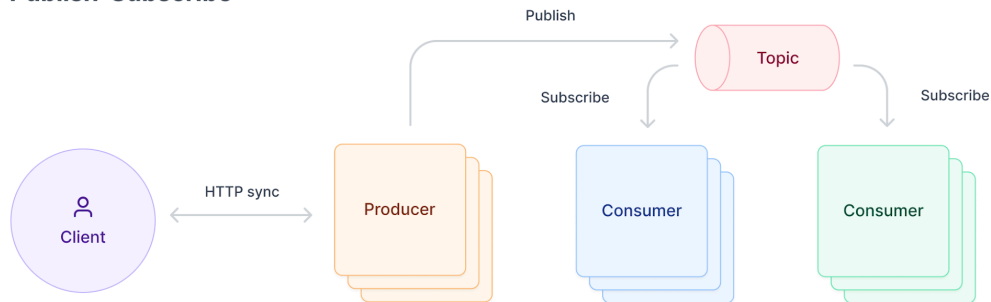 Publish-Subscribe
Publish
Topic
Subscribe
Subscribe
HTTP sync
Client
Producer
Consumer
Consumer